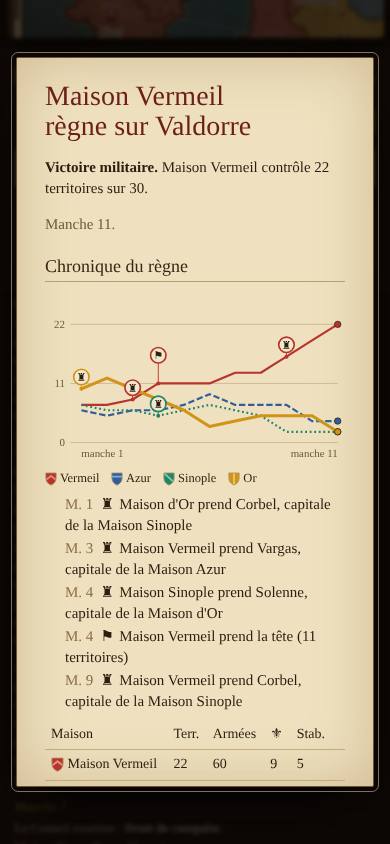 Maison Vermeil
règne sur Valdorre
Victoire militaire. Maison Vermeil contrôle 22
territoires sur 30.
Manche 11.
Chronique du règne
22
11
0
manche 1 manche 11
Vermeil Azur Sinople Or
M. 1 ♜ Maison d'Or prend Corbel, capitale
de la Maison Sinople
M. 3 ♜ Maison Vermeil prend Vargas,
capitale de la Maison Azur
M. 4 ♜ Maison Sinople prend Solenne,
capitale de la Maison d'Or
M. 4 ⚑ Maison Vermeil prend la tête (11
territoires)
M. 9 ♜ Maison Vermeil prend Corbel,
capitale de la Maison Sinople
Maison Terr. Armées ⚜ Stab.
Maison Vermeil 22 60 9 5